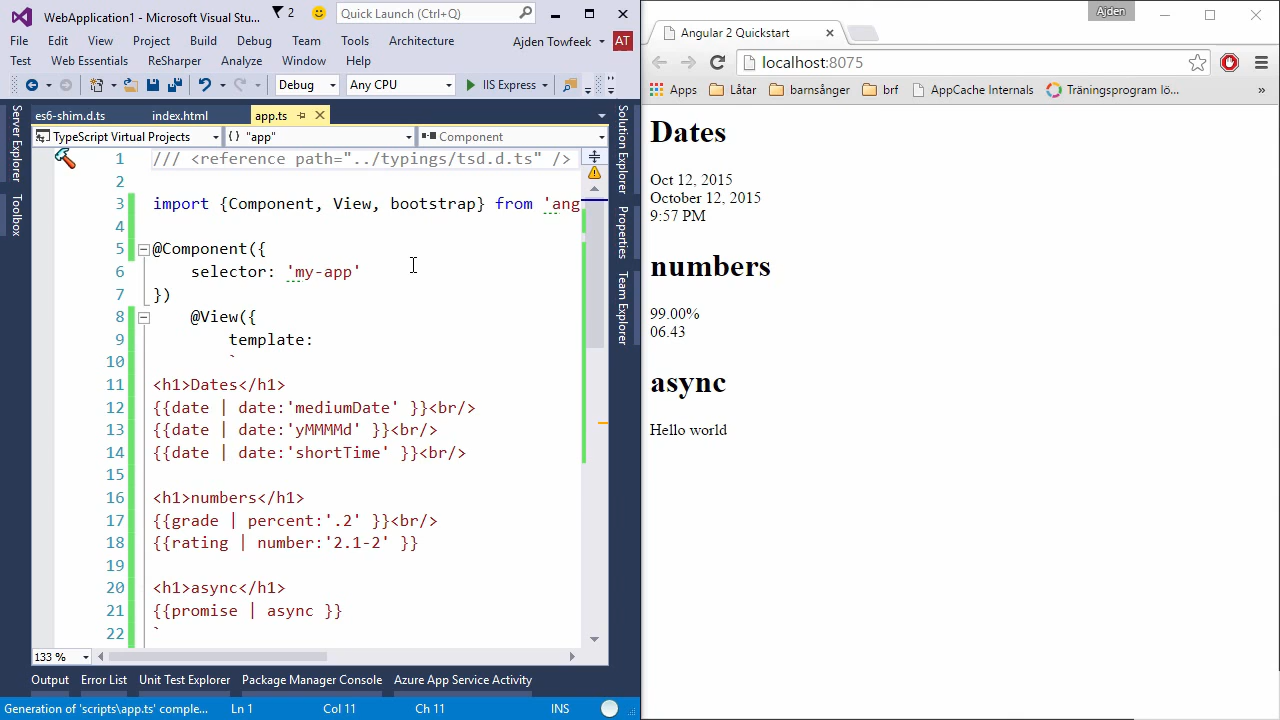 WebApplication1 - Microsoft Visual Stu...
2
Quick Launch (Ctrl+Q)
File Edit View Project Build Debug Team Tools Architecture
Ajden Towfeek
AT
Test Web Essentials ReSharper Analyze Window Help
Debug Any CPU IIS Express
es6-shim.d.ts index.html app.ts
TypeScript Virtual Projects {} "app" Component
Server Explorer
Toolbox
1 /// <reference path="../typings/tsd.d.ts" />
2
3 import {Component, View, bootstrap} from 'ang
4
5 @Component({
6 selector: 'my-app'
7 })
8 @View({
9 template:
10 `
11 <h1>Dates</h1>
12 {{date | date:'mediumDate' }}<br/>
13 {{date | date:'yMMMMd' }}<br/>
14 {{date | date:'shortTime' }}<br/>
15
16 <h1>numbers</h1>
17 {{grade | percent:'.2' }}<br/>
18 {{rating | number:'2.1-2' }}
19
20 <h1>async</h1>
21 {{promise | async }}
22 `
Solution Explorer
Properties
Team Explorer
133 %
Output Error List Unit Test Explorer Package Manager Console Azure App Service Activity
Generation of 'scripts\app.ts' comple... Ln 1 Col 11 Ch 11 INS
Ajden
Angular 2 Quickstart
localhost:8075
Apps Låtar barnsånger brf AppCache Internals Träningsprogram lö... »
Dates
Oct 12, 2015
October 12, 2015
9:57 PM
numbers
99.00%
06.43
async
Hello world